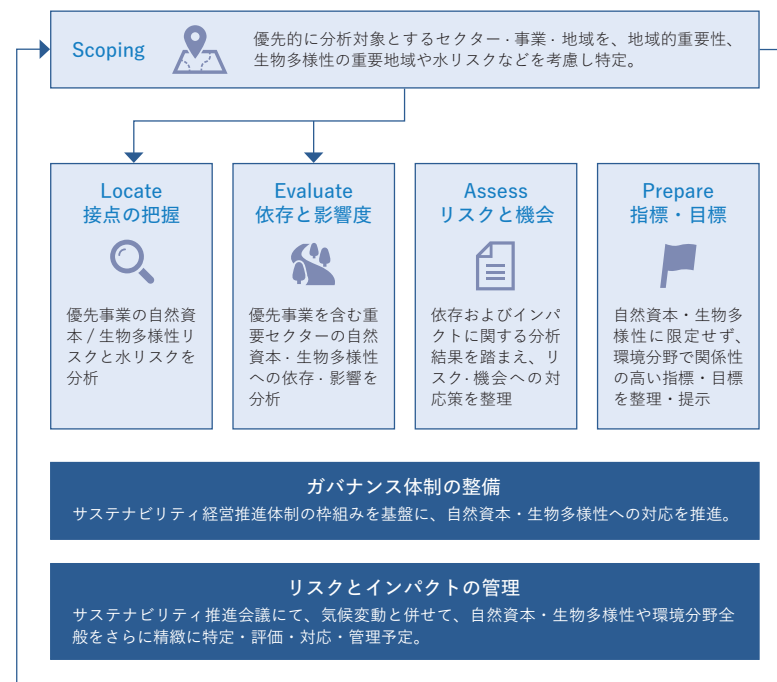 Scoping
優先的に分析対象とするセクター・事業・地域を、地域的重要性、
生物多様性の重要地域や水リスクなどを考慮し特定。
Locate
接点の把握
優先事業の自然資
本 / 生物多様性リ
スクと水リスクを
分析
Evaluate
依存と影響度
優先事業を含む重
要セクターの自然
資本・生物多様性
への依存・影響を
分析
Assess
リスクと機会
依存およびインパ
クトに関する分析
結果を踏まえ、リ
スク・機会への対
応策を整理
Prepare
指標・目標
自然資本・生物多
様性に限定せず、
環境分野で関係性
の高い指標・目標
を整理・提示
ガバナンス体制の整備
サステナビリティ経営推進体制の枠組みを基盤に、自然資本・生物多様性への対応を推進。
リスクとインパクトの管理
サステナビリティ推進会議にて、気候変動と併せて、自然資本・生物多様性や環境分野全
般をさらに精緻に特定・評価・対応・管理予定。